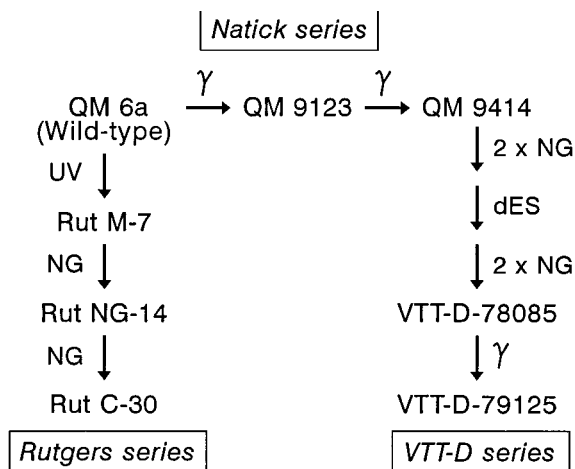 Natick series
γ γ
QM 6a QM 9123 QM 9414
(Wild-type)
2 x NG
UV
dES
Rut M-7
NG
2 x NG
Rut NG-14 VTT-D-78085
NG γ
Rut C-30 VTT-D-79125
Rutgers series VTT-D series